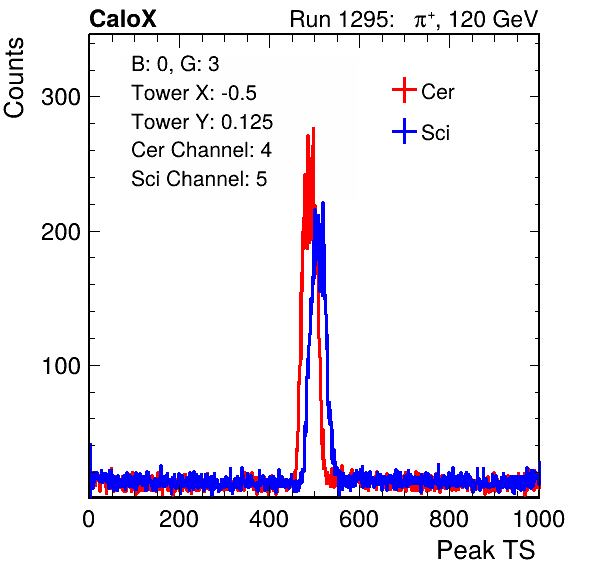 CaloX Run 1295: π⁺, 120 GeV
Counts
B: 0, G: 3
Tower X: -0.5
Tower Y: 0.125
Cer Channel: 4
Sci Channel: 5
Cer
Sci
300
200
100
0 200 400 600 800 1000
Peak TS